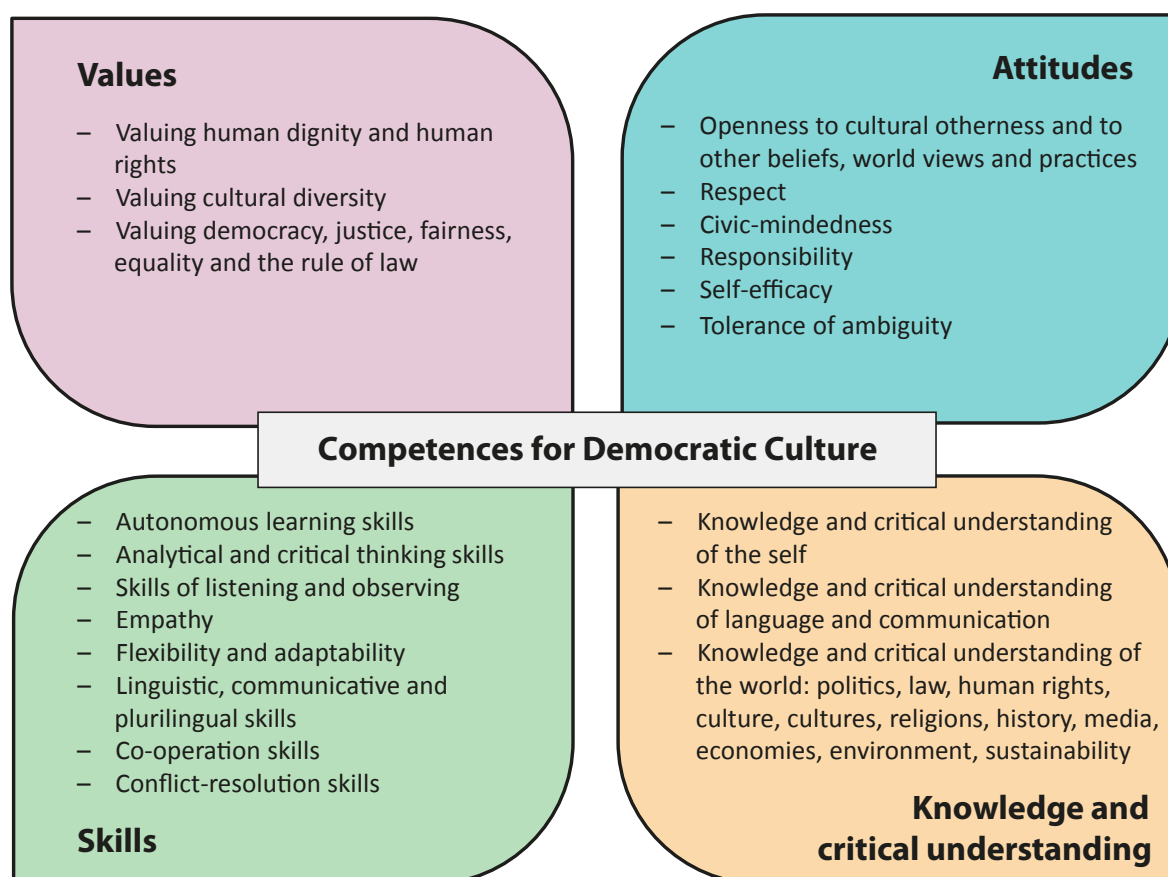 Values
– Valuing human dignity and human
rights
– Valuing cultural diversity
– Valuing democracy, justice, fairness,
equality and the rule of law
Attitudes
– Openness to cultural otherness and to
other beliefs, world views and practices
– Respect
– Civic-mindedness
– Responsibility
– Self-efficacy
– Tolerance of ambiguity
Competences for Democratic Culture
– Autonomous learning skills
– Analytical and critical thinking skills
– Skills of listening and observing
– Empathy
– Flexibility and adaptability
– Linguistic, communicative and
plurilingual skills
– Co-operation skills
– Conflict-resolution skills
Skills
– Knowledge and critical understanding
of the self
– Knowledge and critical understanding
of language and communication
– Knowledge and critical understanding of
the world: politics, law, human rights,
culture, cultures, religions, history, media,
economies, environment, sustainability
Knowledge and
critical understanding